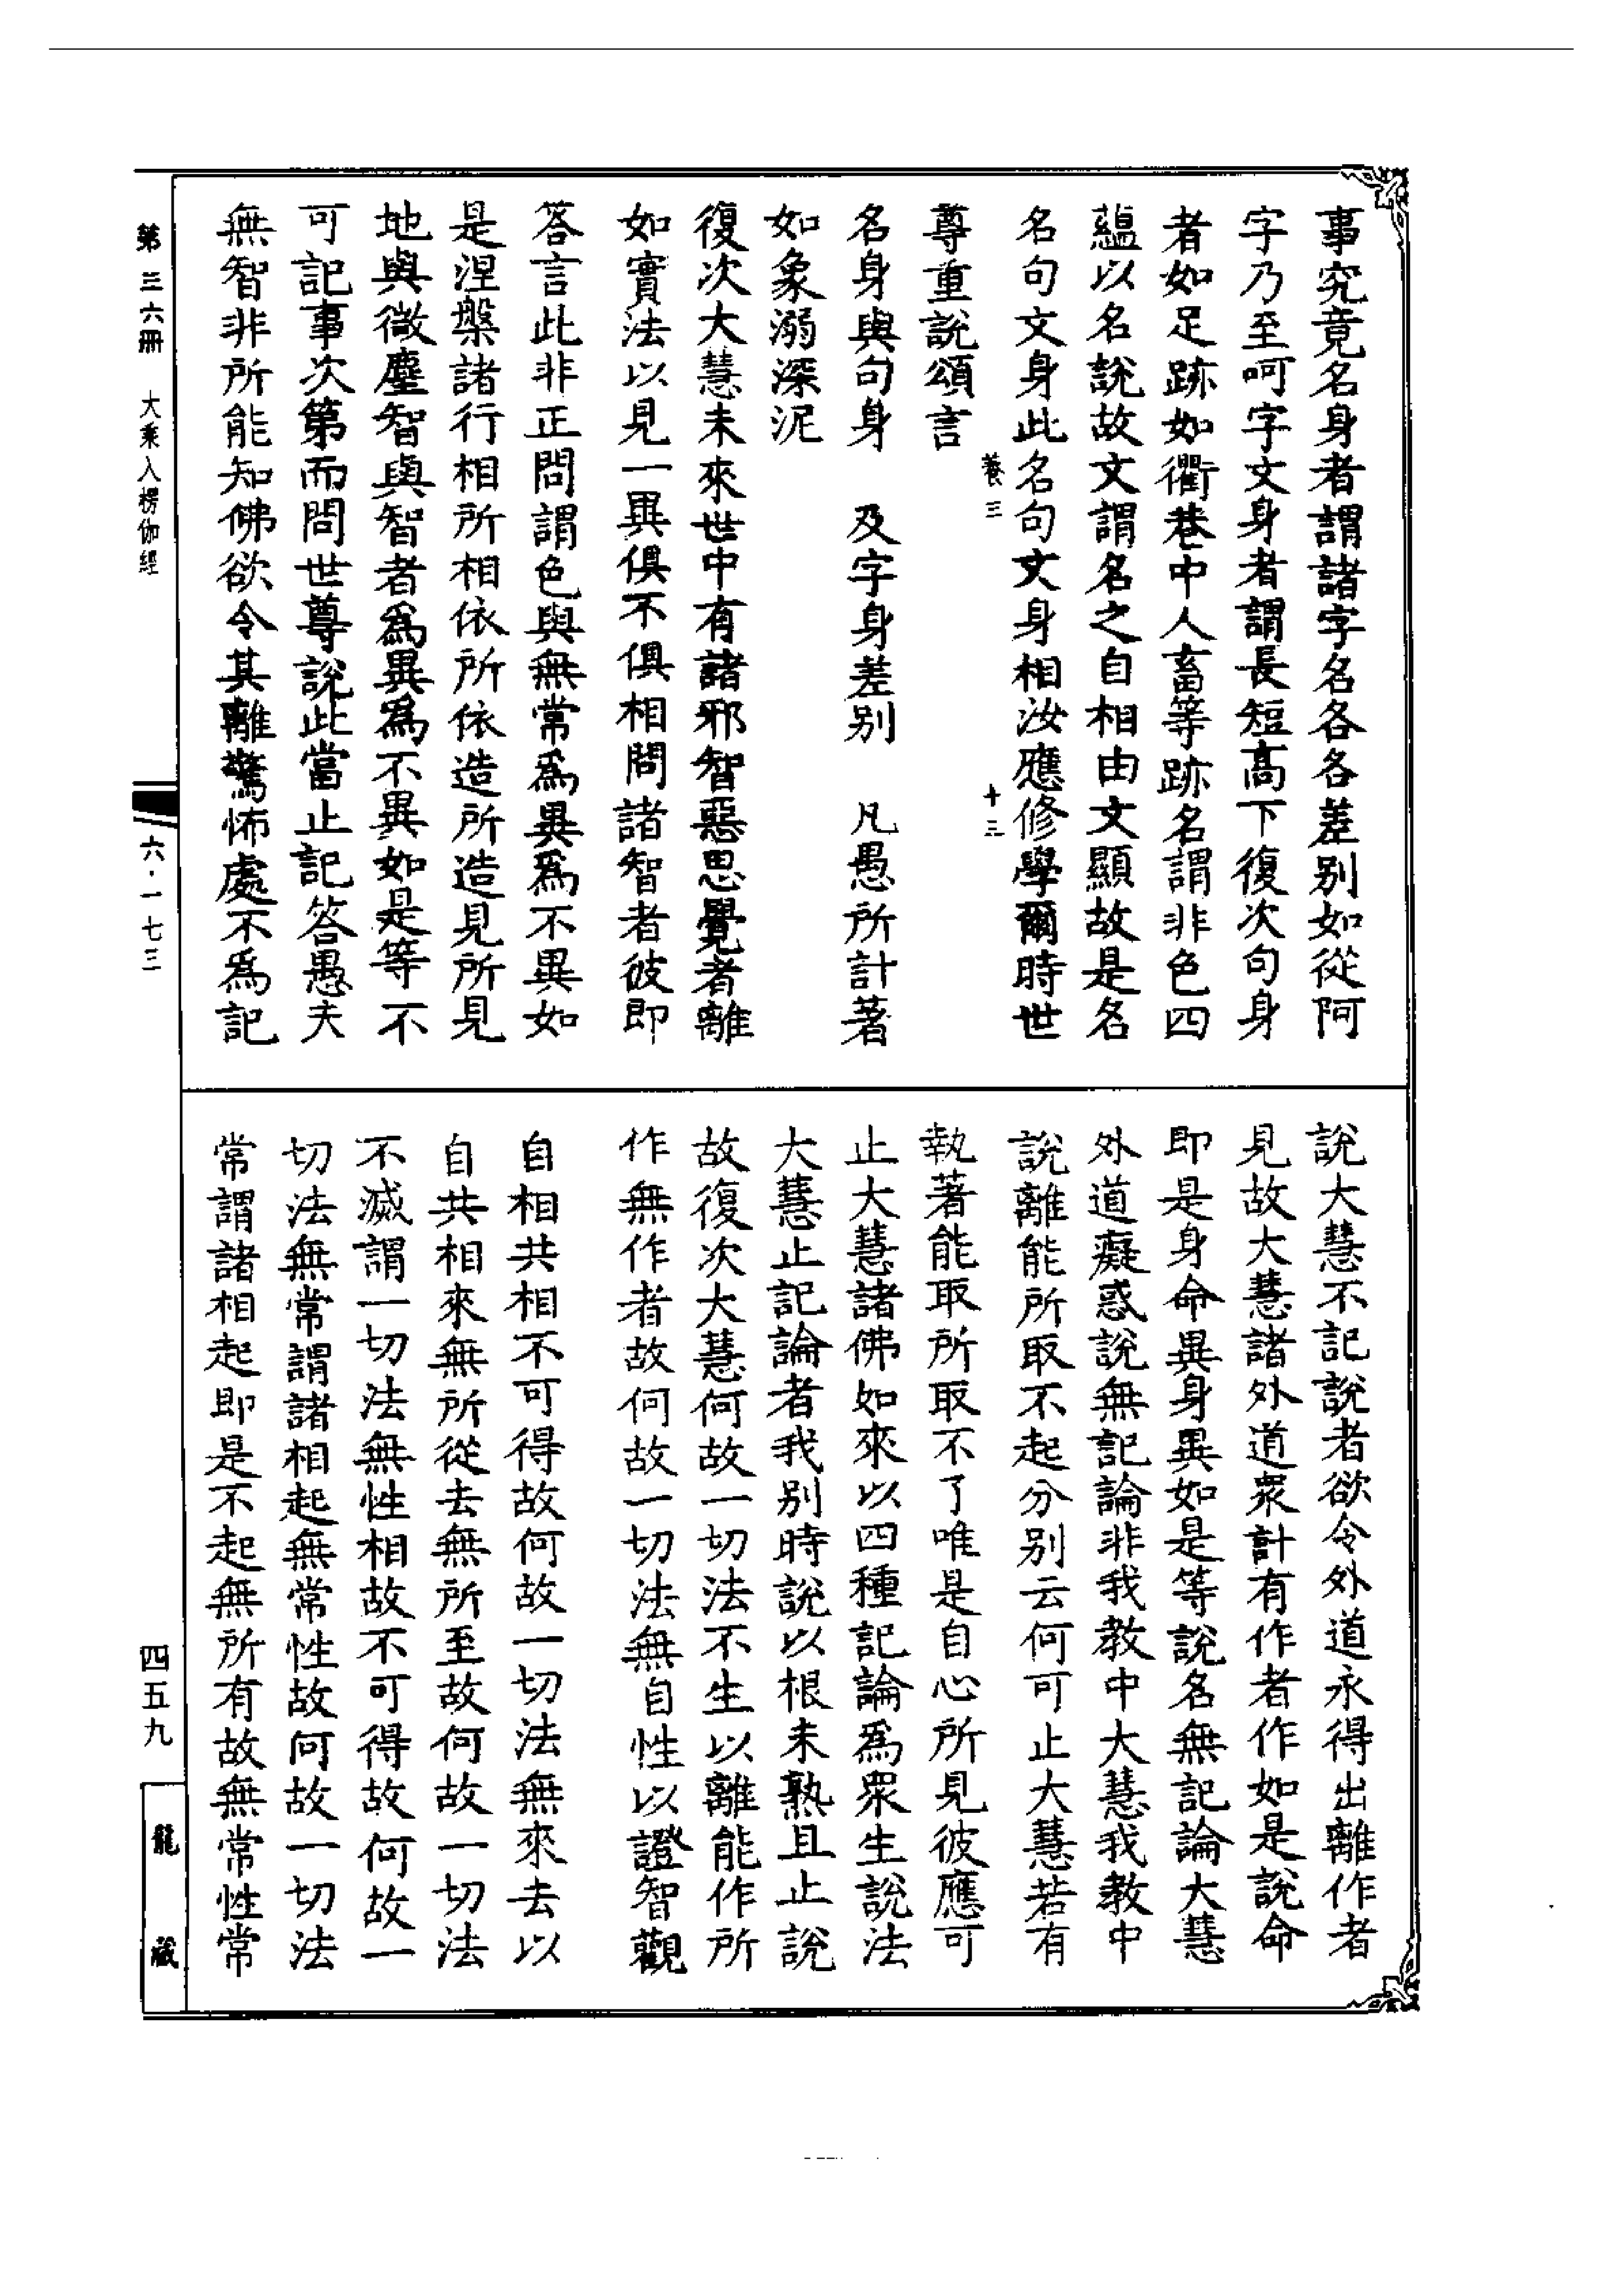 事究竟名身者謂諸字名各各差别如從阿
字乃至呵字文身者謂長短高下復次句身
者如足跡如衢巷中人畜等跡名謂非色四
蘊以名說故文謂名之自相由文顯故是名
名句文身此名句文身相汝應修學爾時世
卷三 十三
尊重說頌言
名身與句身 及字身差别 凡愚所計著
如象溺深泥
復次大慧未來世中有諸邪智惡思覺者離
如實法以見一異俱不俱相問諸智者彼即
答言此非正問謂色與無常爲異爲不異如
是涅槃諸行相所相依所依造所造見所見
地與微塵智與智者爲異爲不異如是等不
可記事次第而問世尊說此當止記答愚夫
無智非所能知佛欲令其離驚怖處不爲記
說大慧不記說者欲令外道永得出離作者
見故大慧諸外道衆計有作者作如是說命
即是身命異身異如是等說名無記論大慧
外道癡惑說無記論非我教中大慧我教中
說離能所取不起分别云何可止大慧若有
執著能取所取不了唯是自心所見彼應可
止大慧諸佛如來以四種記論爲衆生說法
大慧止記論者我别時說以根未熟且止說
故復次大慧何故一切法不生以離能作所
作無作者故何故一切法無自性以證智觀
自相共相不可得故何故一切法無來去以
自共相來無所從去無所至故何故一切法
不滅謂一切法無性相故不可得故何故一
切法無常謂諸相起無常性故何故一切法
常謂諸相起即是不起無所有故無常性常
第三六册 大乘入楞伽經
六·一七三
四五九
龍藏